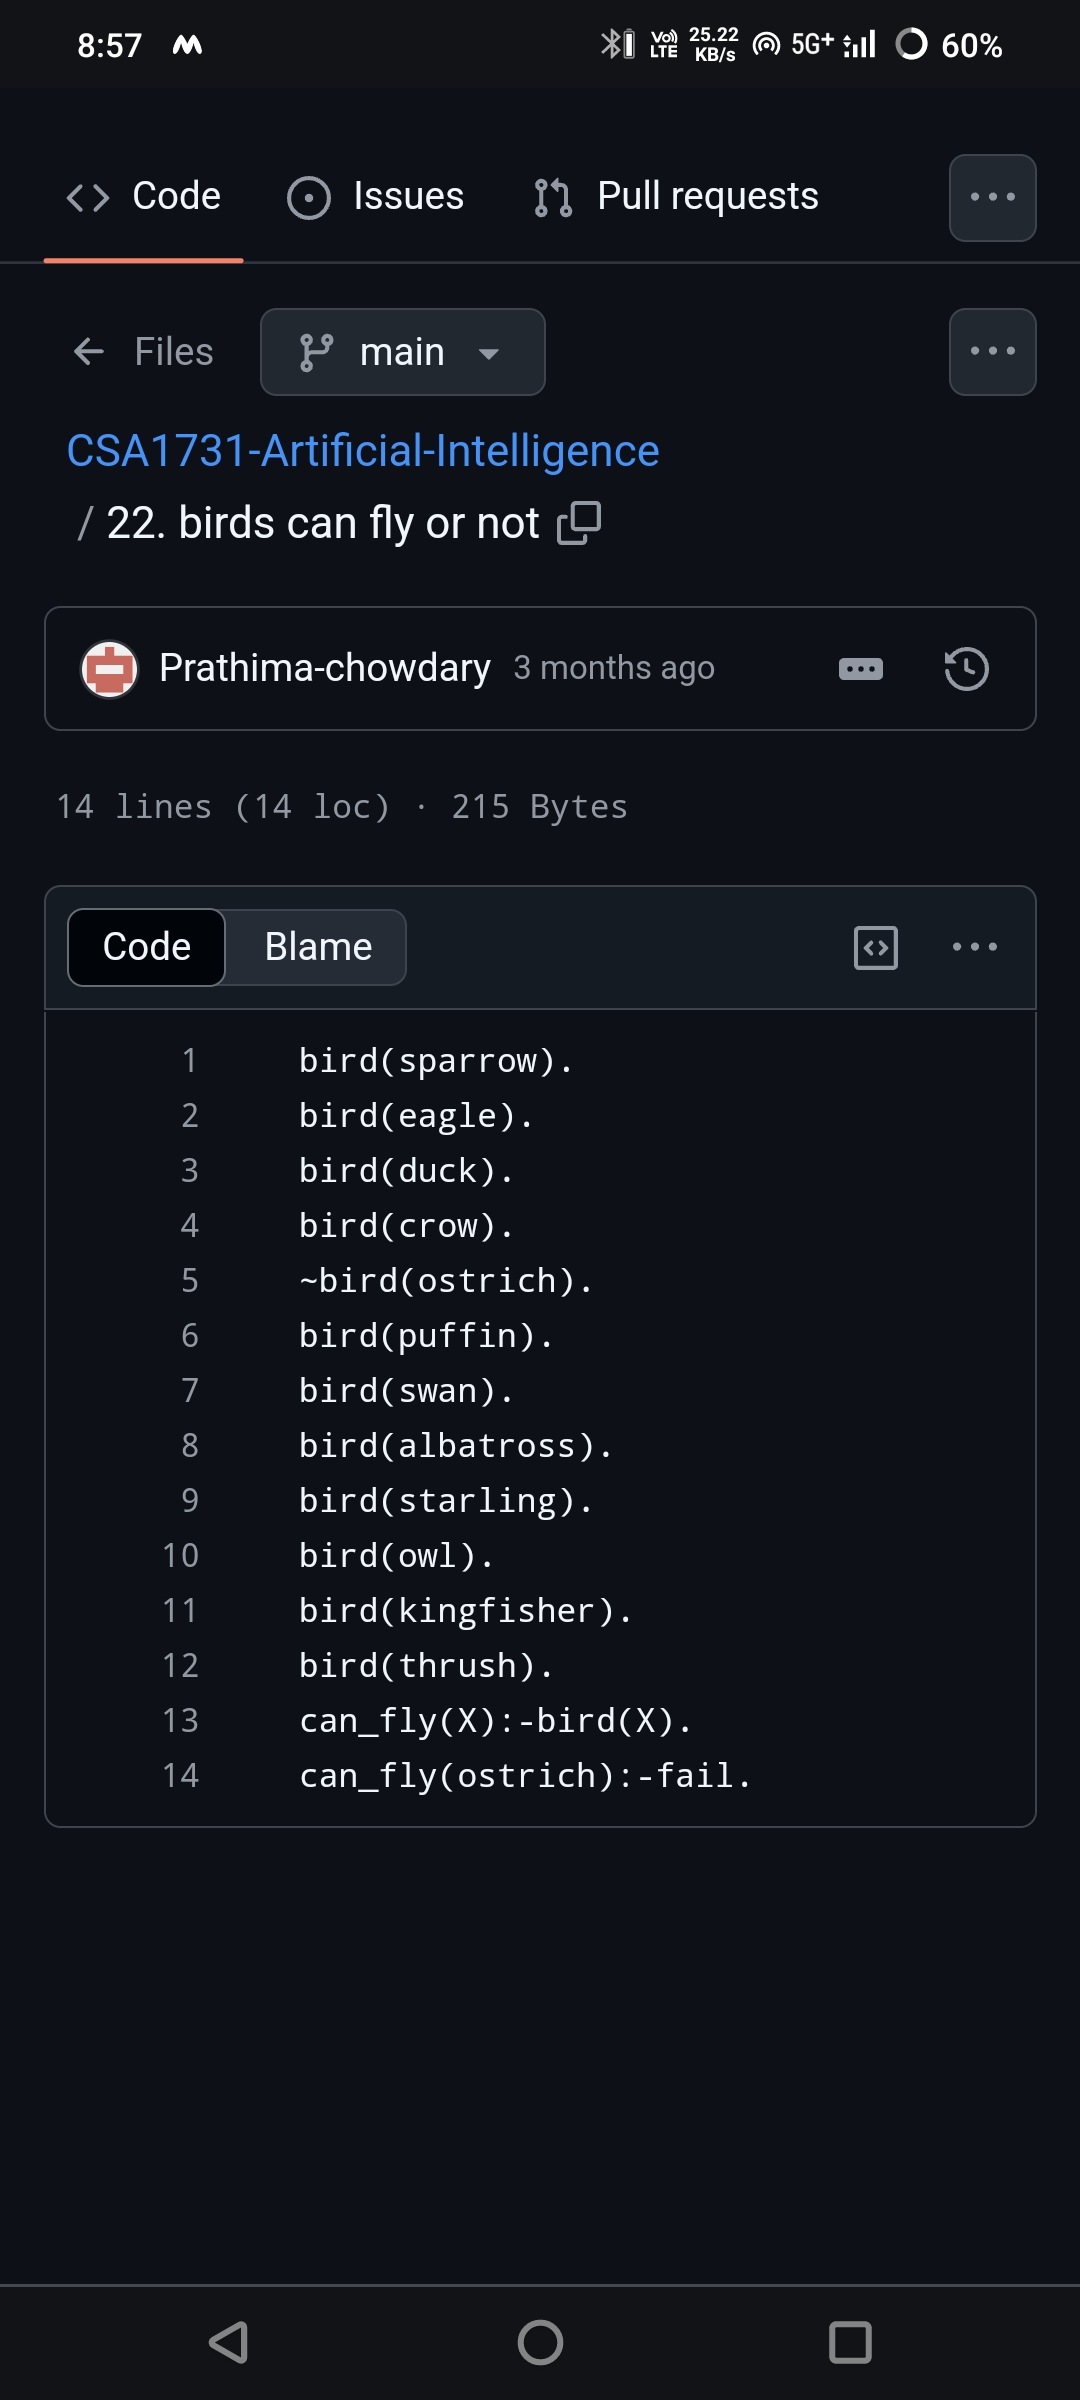 8:57 Vo) LTE 25.22 KB/s 5G+ 60%
Code Issues Pull requests
Files main
CSA1731-Artificial-Intelligence
/ 22. birds can fly or not
Prathima-chowdary 3 months ago
14 lines (14 loc) · 215 Bytes
Code Blame
1 bird(sparrow).
2 bird(eagle).
3 bird(duck).
4 bird(crow).
5 ~bird(ostrich).
6 bird(puffin).
7 bird(swan).
8 bird(albatross).
9 bird(starling).
10 bird(owl).
11 bird(kingfisher).
12 bird(thrush).
13 can_fly(X):-bird(X).
14 can_fly(ostrich):-fail.